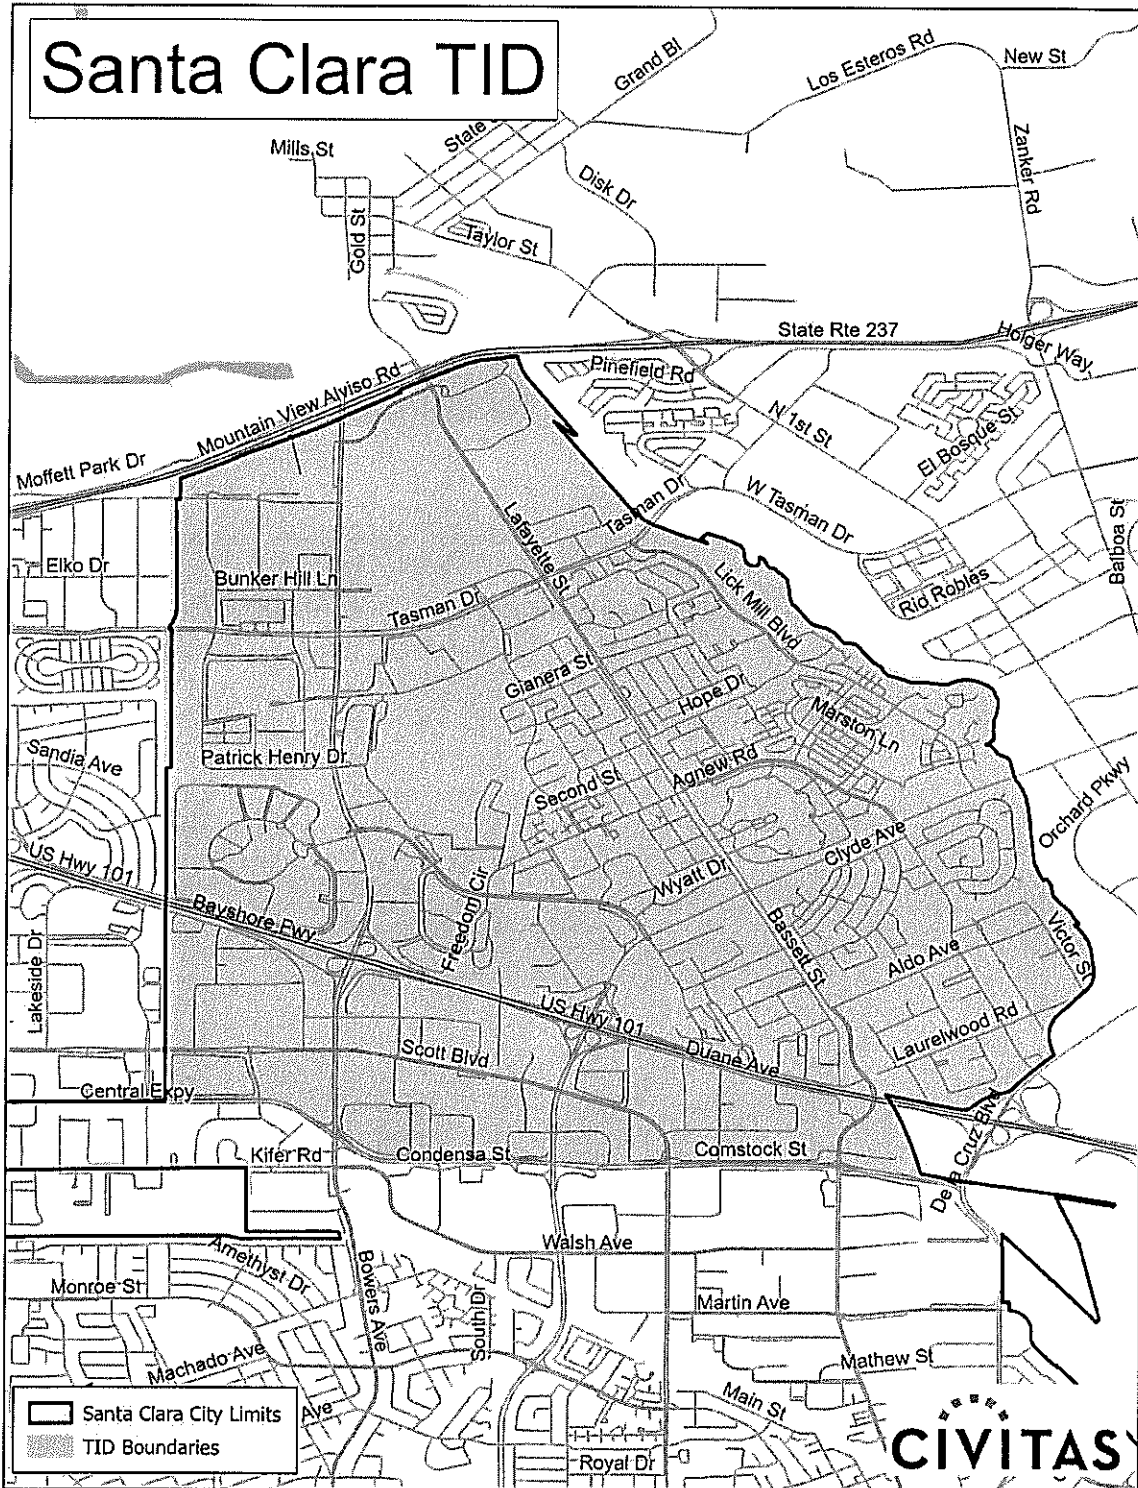 Santa Clara TID
Grand Bl
Los Esteros Rd
New St
State
Mills St
Zanker Rd
Disk Dr
Gold St
Taylor St
State Rte 237
Holger Way
Pinefield Rd
Mountain View Alviso Rd
N 1st St
El Bosque St
Moffett Park Dr
Tasman Dr
W Tasman Dr
Lafayette St
Balboa St
Elko Dr
Bunker Hill Ln
Lick Mill Blvd
Rio Robles
Tasman Dr
Gianera St
Hope Dr
Marston Ln
Sandia Ave
Patrick Henry Dr
Agnew Rd
Second St
Orchard Pkwy
US Hwy 101
Clyde Ave
Wyatt Dr
Freedom Cir
Bayshore Pwy
Bassett St
Victor St
Lakeside Dr
Aldo Ave
US Hwy 101
Laurelwood Rd
Scott Blvd
Duane Ave
Central Expy
De la Cruz Blvd
Kifer Rd
Condensa St
Comstock St
Walsh Ave
Amethyst Dr
Monroe St
Bowers Ave
South Dr
Martin Ave
Machado Ave
Mathew St
Main St
Ave
Santa Clara City Limits
TID Boundaries
Royal Dr
CIVITAS